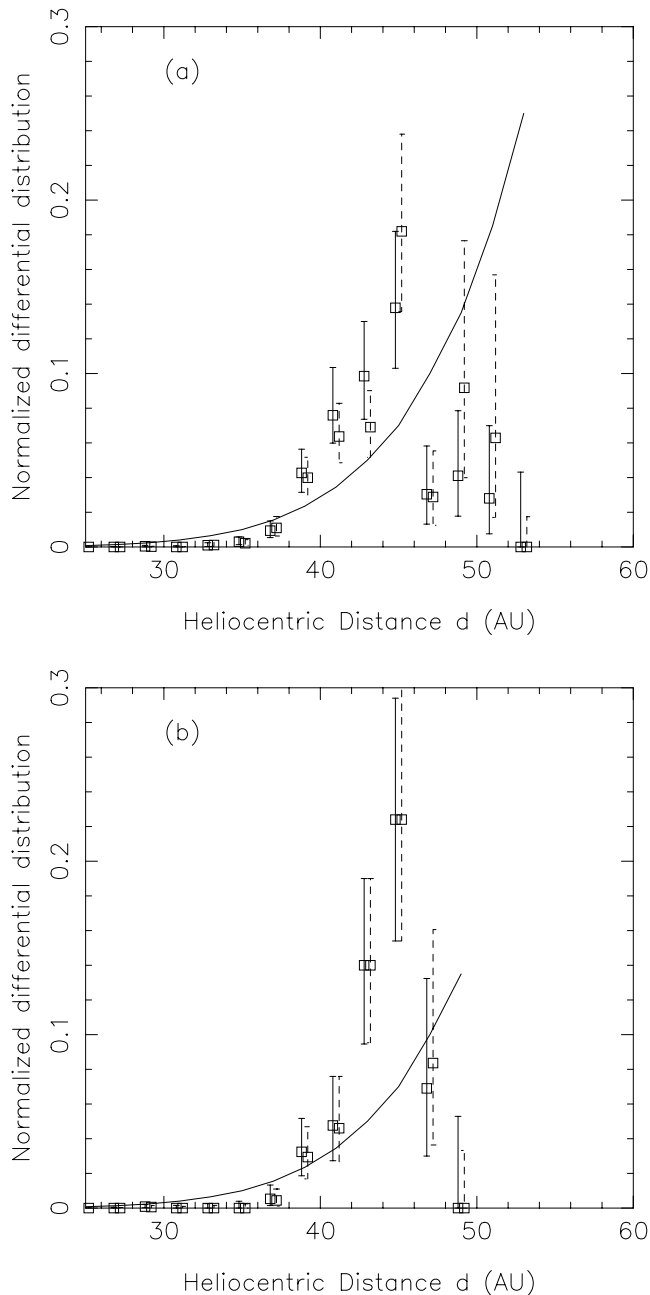 0.3
(a)
0.2
Normalized differential distribution
0.1
0
30
40
50
60
Heliocentric Distance d (AU)
0.3
(b)
0.2
Normalized differential distribution
0.1
0
30
40
50
60
Heliocentric Distance d (AU)